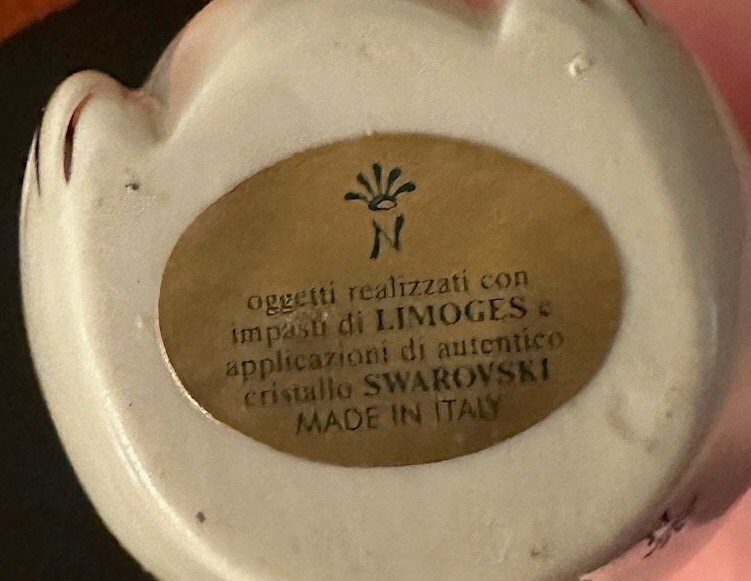 N
oggetti realizzati con
impasti di LIMOGES e
applicazioni di autentico
cristallo SWAROVSKI
MADE IN ITALY